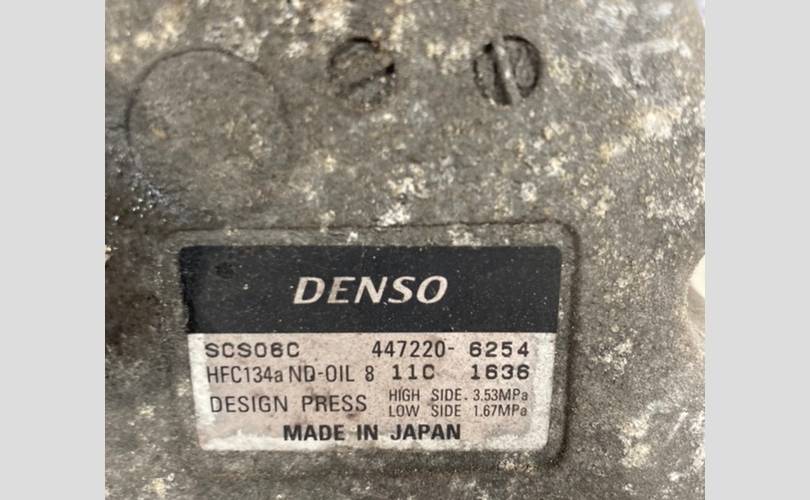 DENSO
SCS06C 447220- 6254
HFC134a ND-OIL 8 11C 1636
DESIGN PRESS HIGH SIDE. 3.53MPa
LOW SIDE 1.67MPa
MADE IN JAPAN